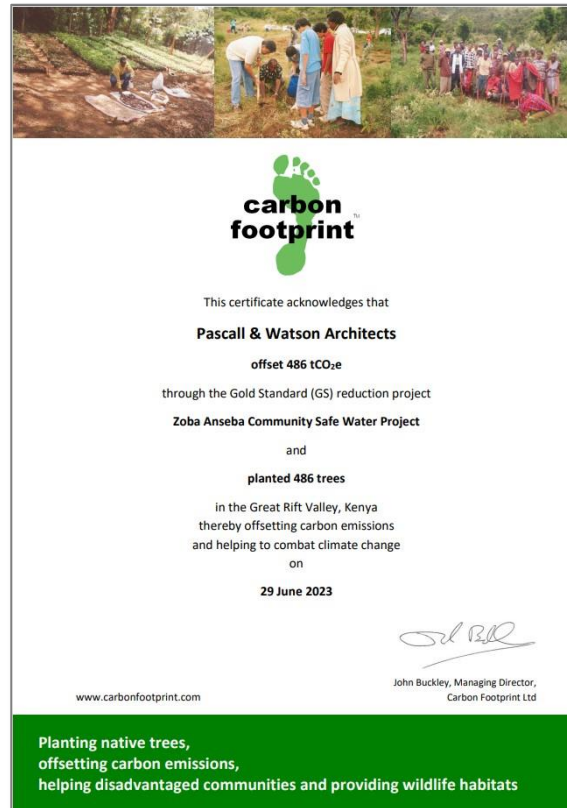 carbon
footprint™
This certificate acknowledges that
Pascall & Watson Architects
offset 486 tCO₂e
through the Gold Standard (GS) reduction project
Zoba Anseba Community Safe Water Project
and
planted 486 trees
in the Great Rift Valley, Kenya
thereby offsetting carbon emissions
and helping to combat climate change
on
29 June 2023
John Buckley, Managing Director,
Carbon Footprint Ltd
www.carbonfootprint.com
Planting native trees,
offsetting carbon emissions,
helping disadvantaged communities and providing wildlife habitats